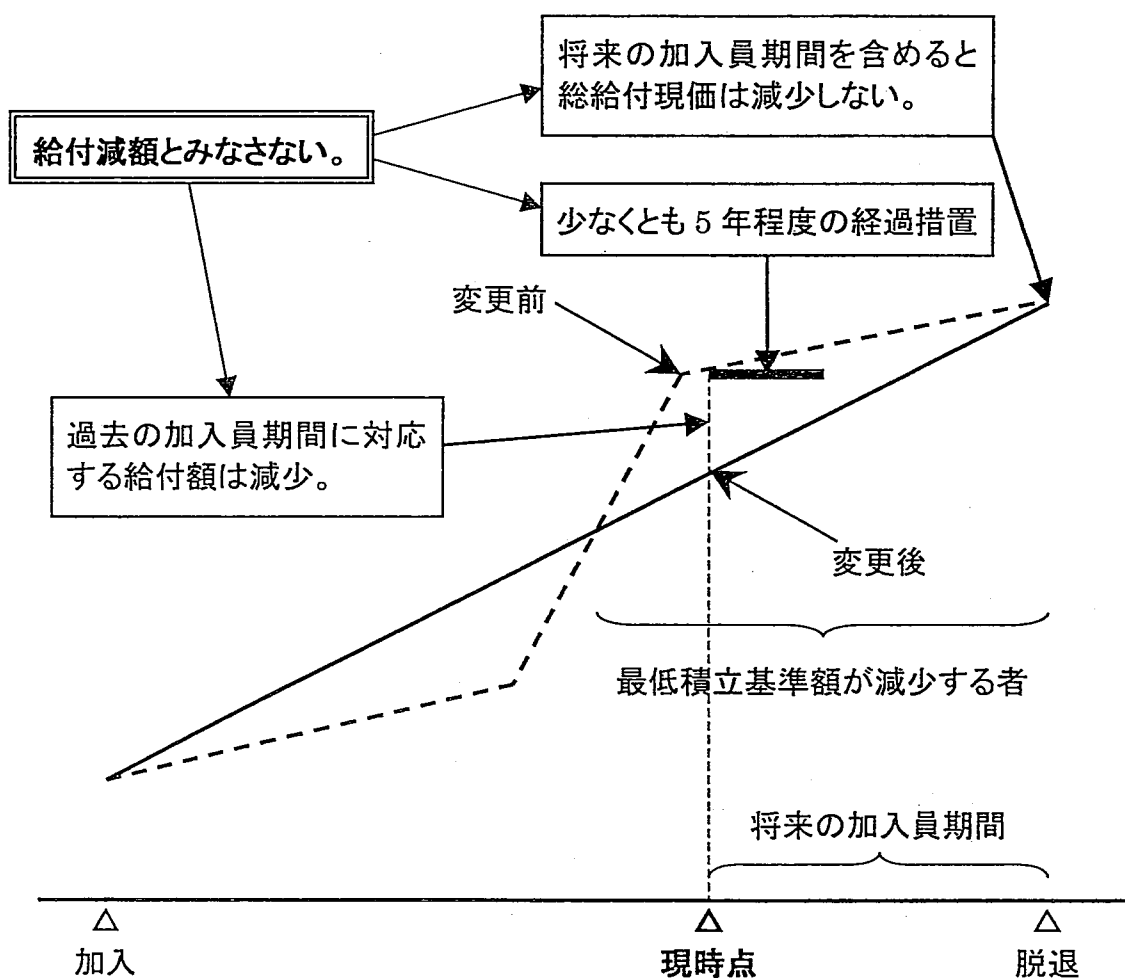 将来の加入員期間を含めると
総給付現価は減少しない。
給付減額とみなさない。
少なくとも 5 年程度の経過措置
変更前
過去の加入員期間に対応
する給付額は減少。
変更後
最低積立基準額が減少する者
将来の加入員期間
△ △ △
加入 現時点 脱退